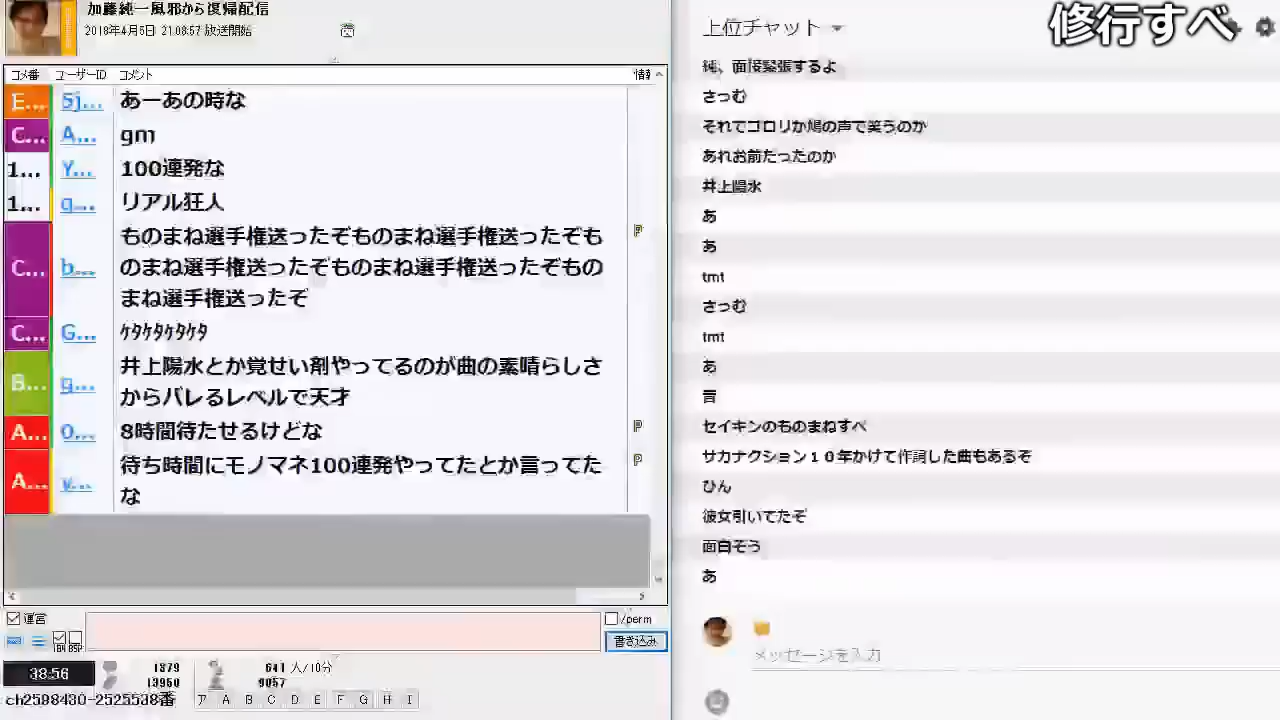 加藤純一風邪から復帰配信
2018年4月5日 21:08:57 放送開始
コメ番 ユーザーID コメント 情報
E... 5j... あーあの時な
C... A... gm
1... Y... 100連発な
1... g... リアル狂人
C... b... ものまね選手権送ったぞものまね選手権送ったぞも
のまね選手権送ったぞものまね選手権送ったぞもの
まね選手権送ったぞ
C... G... ｹﾀｹﾀｹﾀｹﾀ
B... g... 井上陽水とか覚せい剤やってるのが曲の素晴らしさ
からバレるレベルで天才
A... O... 8時間待たせるけどな
A... v... 待ち時間にモノマネ100連発やってたとか言ってた
な
運営
/perm
184
書き込み
38:56
1879
13950
641 人/10分
9057
ch2598430-2525538番
ア A B C D E F G H I
修行すべ
上位チャット
純、面接緊張するよ
さっむ
それでゴロリか鳩の声で笑うのか
あれお前だったのか
井上陽水
あ
あ
tmt
さっむ
tmt
あ
言
セイキンのものまねすべ
サカナクション１０年かけて作詞した曲もあるぞ
ひん
彼女引いてたぞ
面白そう
あ
メッセージを入力